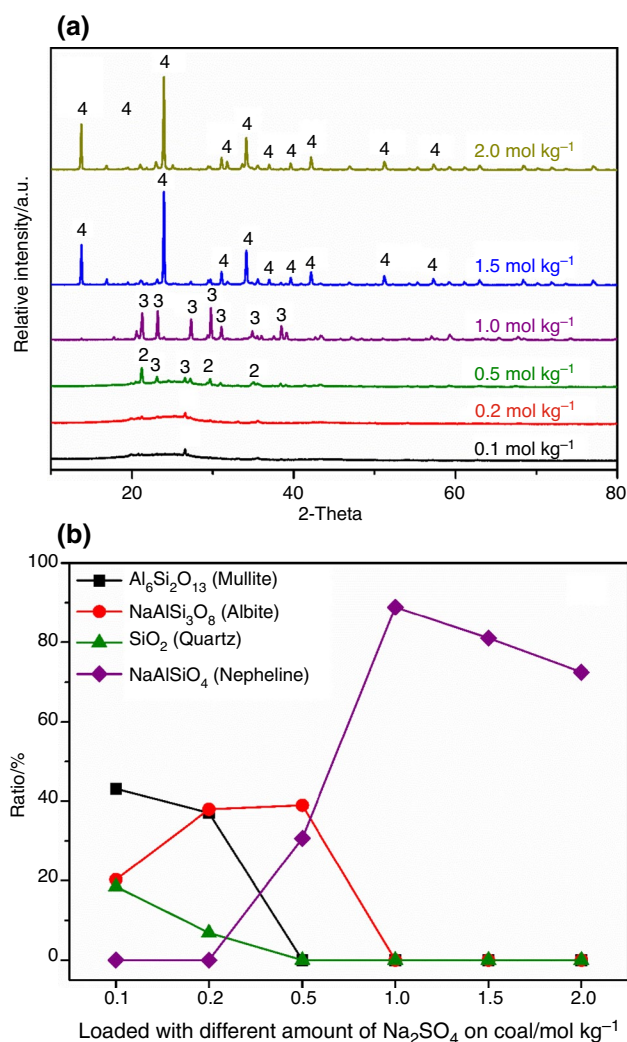 (a)
4
4 4
2.0 mol kg⁻¹
4 4 4 4 4 4 4 4
4
4
1.5 mol kg⁻¹
4 4 4 4 4 4 4 4
3 3 3 3 3 3 3
1.0 mol kg⁻¹
2 3 3 2 2
0.5 mol kg⁻¹
0.2 mol kg⁻¹
0.1 mol kg⁻¹
Relative intensity/a.u.
20 40 60 80
2-Theta
(b)
100
80
60
40
20
0
Ratio/%
Al₆Si₂O₁₃ (Mullite)
NaAlSi₃O₈ (Albite)
SiO₂ (Quartz)
NaAlSiO₄ (Nepheline)
0.1 0.2 0.5 1.0 1.5 2.0
Loaded with different amount of Na₂SO₄ on coal/mol kg⁻¹